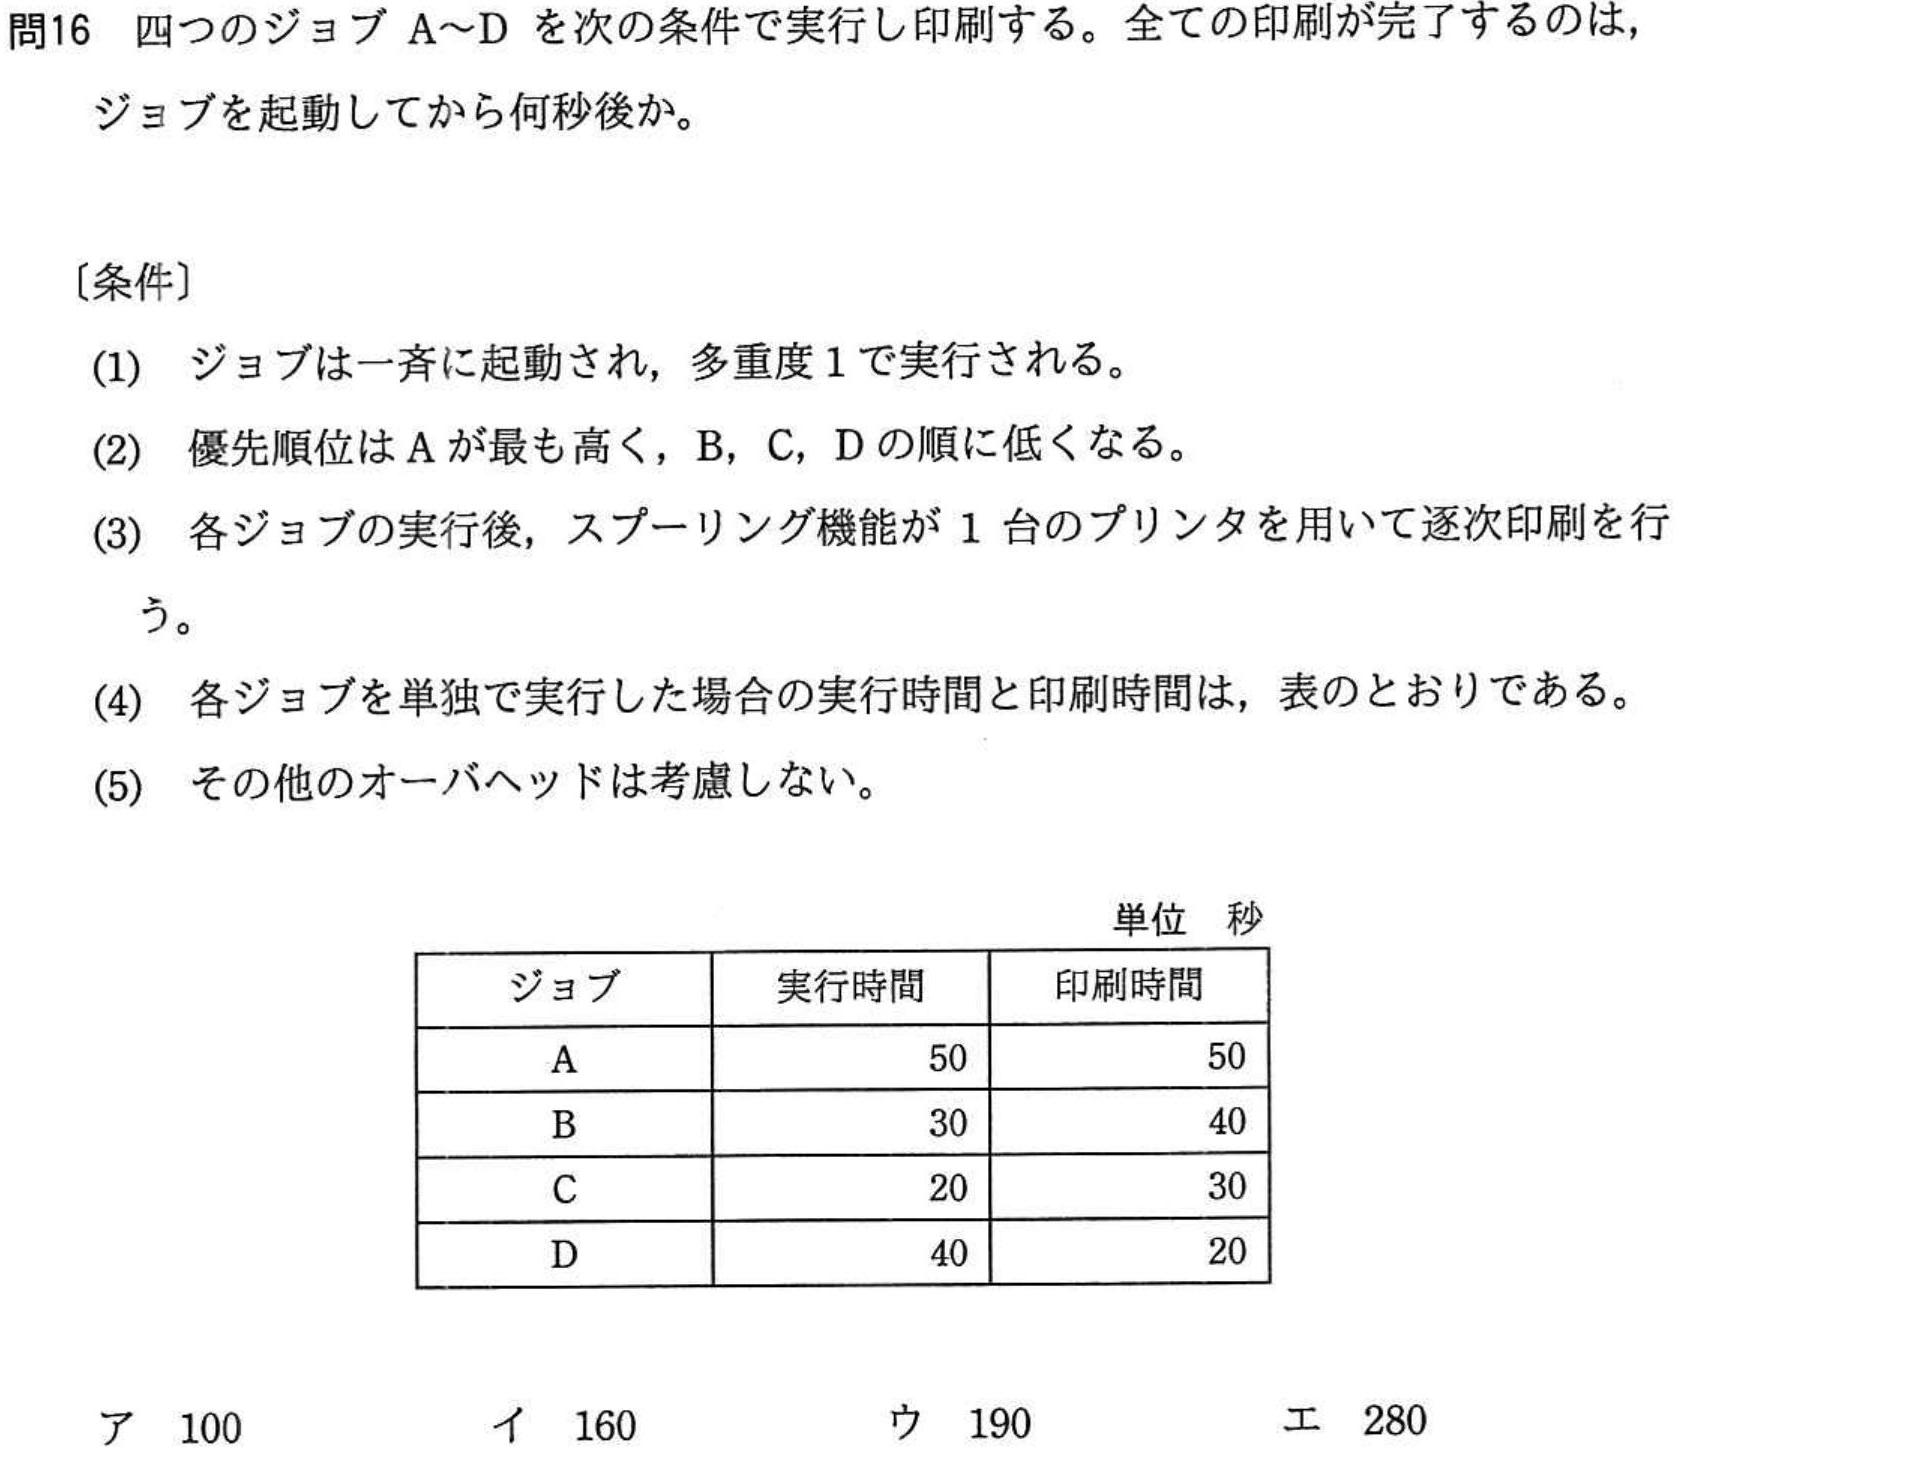 問16 四つのジョブ A～D を次の条件で実行し印刷する。全ての印刷が完了するのは，
ジョブを起動してから何秒後か。
〔条件〕
(1) ジョブは一斉に起動され，多重度1で実行される。
(2) 優先順位は A が最も高く，B，C，D の順に低くなる。
(3) 各ジョブの実行後，スプーリング機能が 1 台のプリンタを用いて逐次印刷を行
う。
(4) 各ジョブを単独で実行した場合の実行時間と印刷時間は，表のとおりである。
(5) その他のオーバヘッドは考慮しない。
単位 秒
ジョブ 実行時間 印刷時間
A 50 50
B 30 40
C 20 30
D 40 20
ア 100 イ 160 ウ 190 エ 280